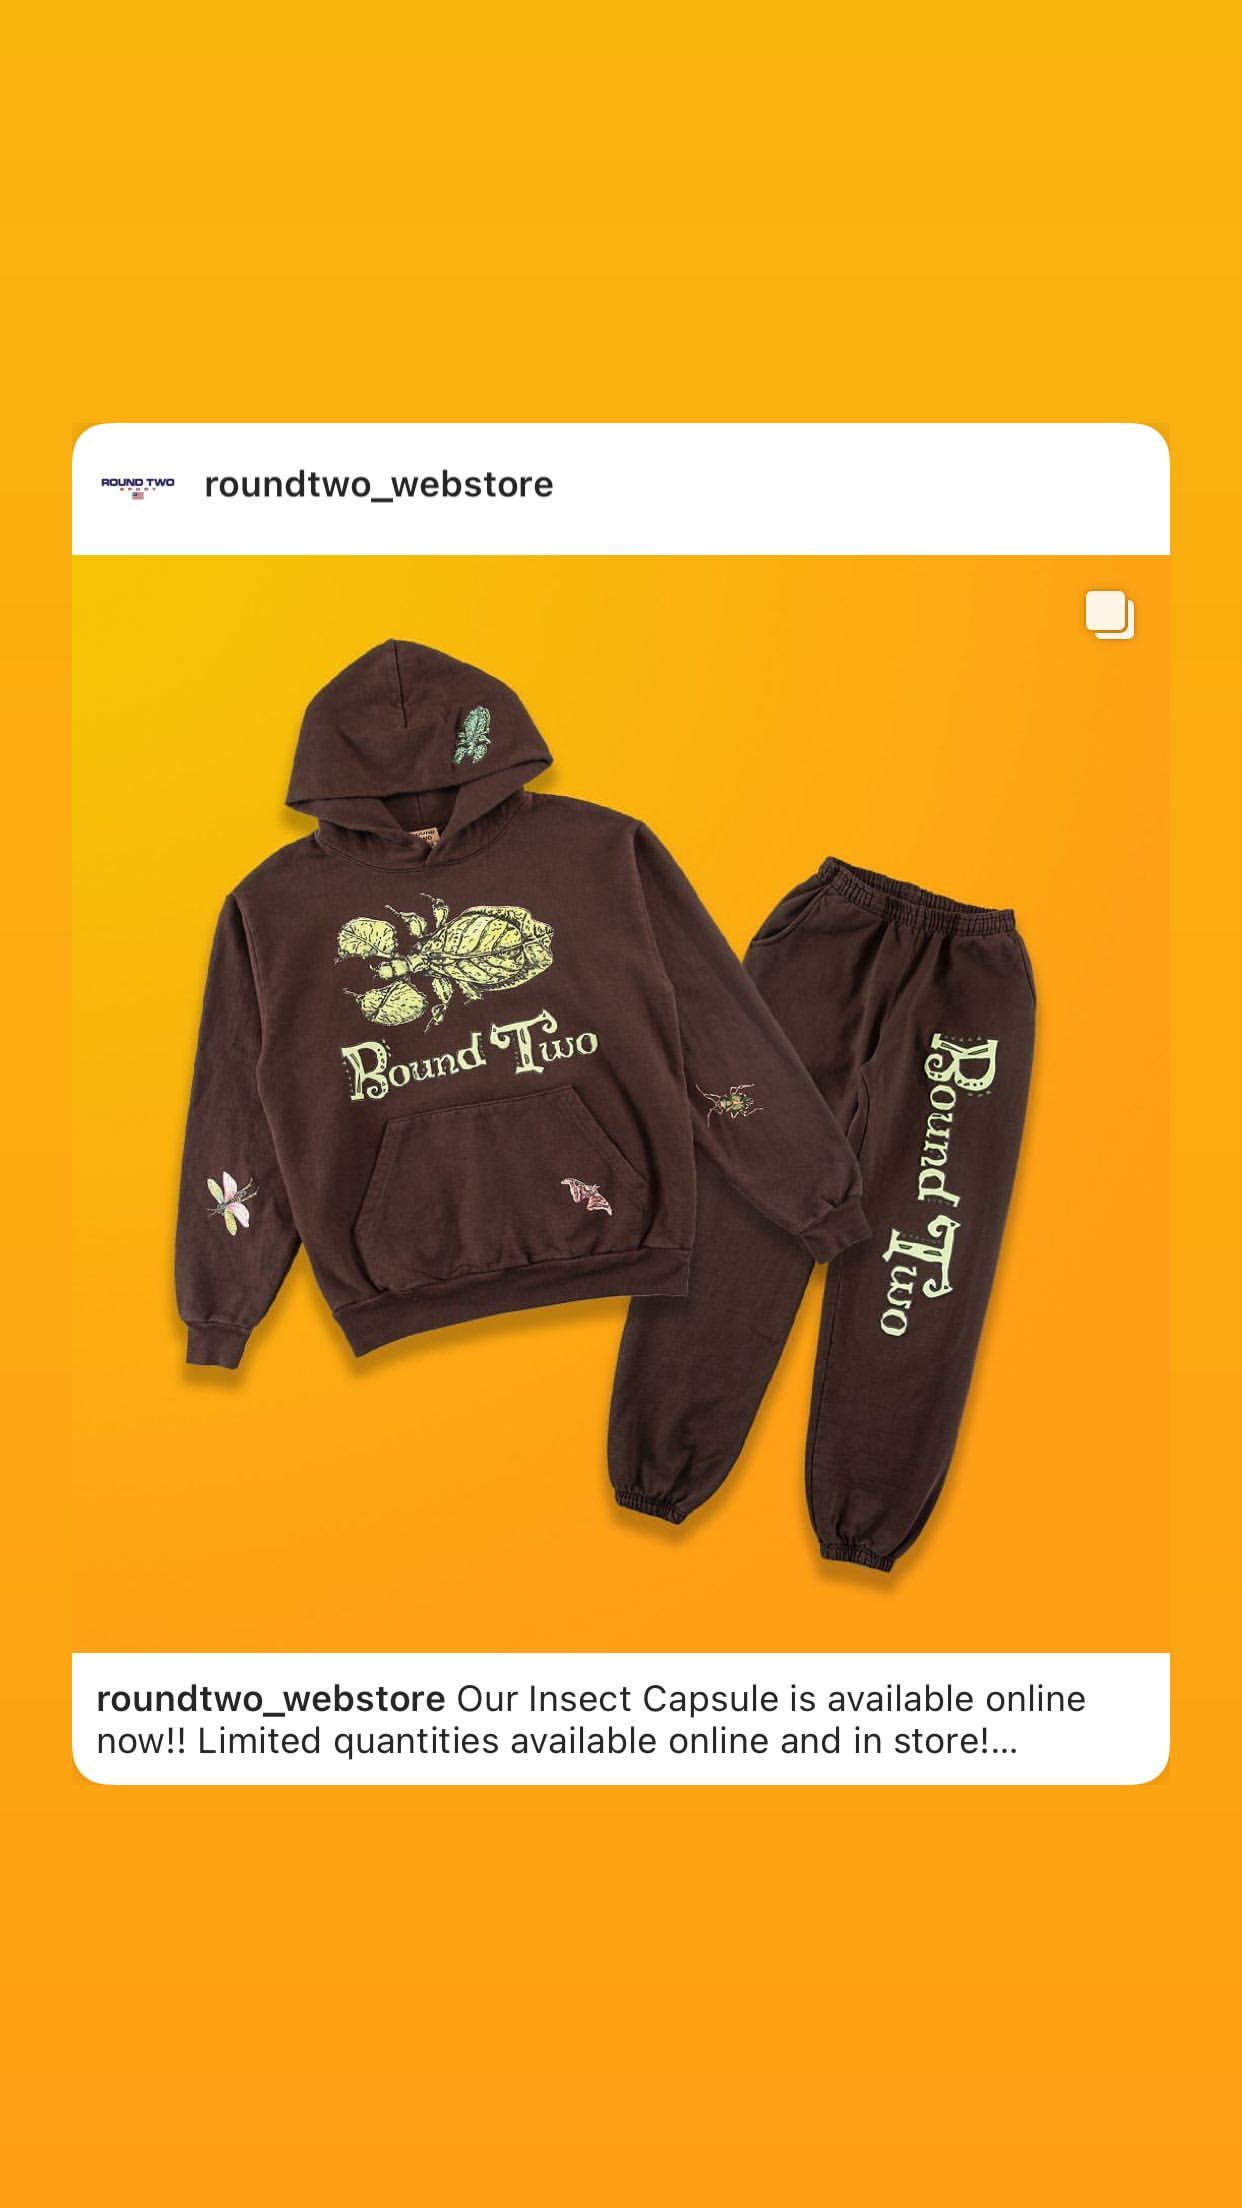 ROUND TWO
SPORT
roundtwo_webstore
Round Two
Round Two
roundtwo_webstore Our Insect Capsule is available online
now!! Limited quantities available online and in store!...